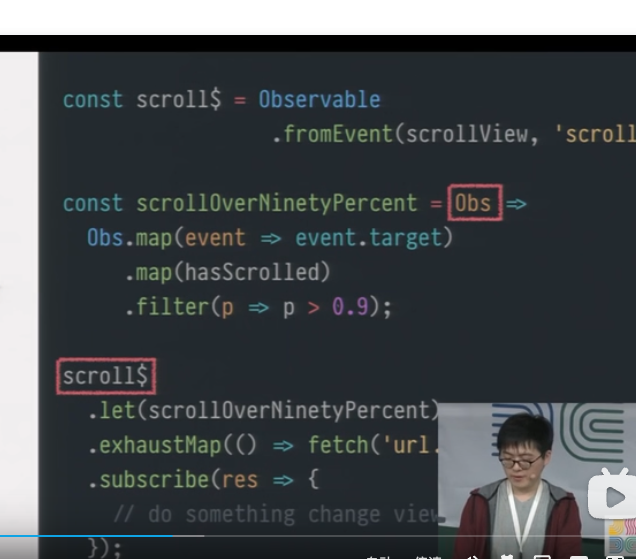 const scroll$ = Observable
.fromEvent(scrollView, 'scroll
const scrollOverNinetyPercent = Obs =>
Obs.map(event => event.target)
.map(hasScrolled)
.filter(p => p > 0.9);
scroll$
.let(scrollOverNinetyPercent)
.exhaustMap(() => fetch('url.
.subscribe(res => {
// do something change view
});